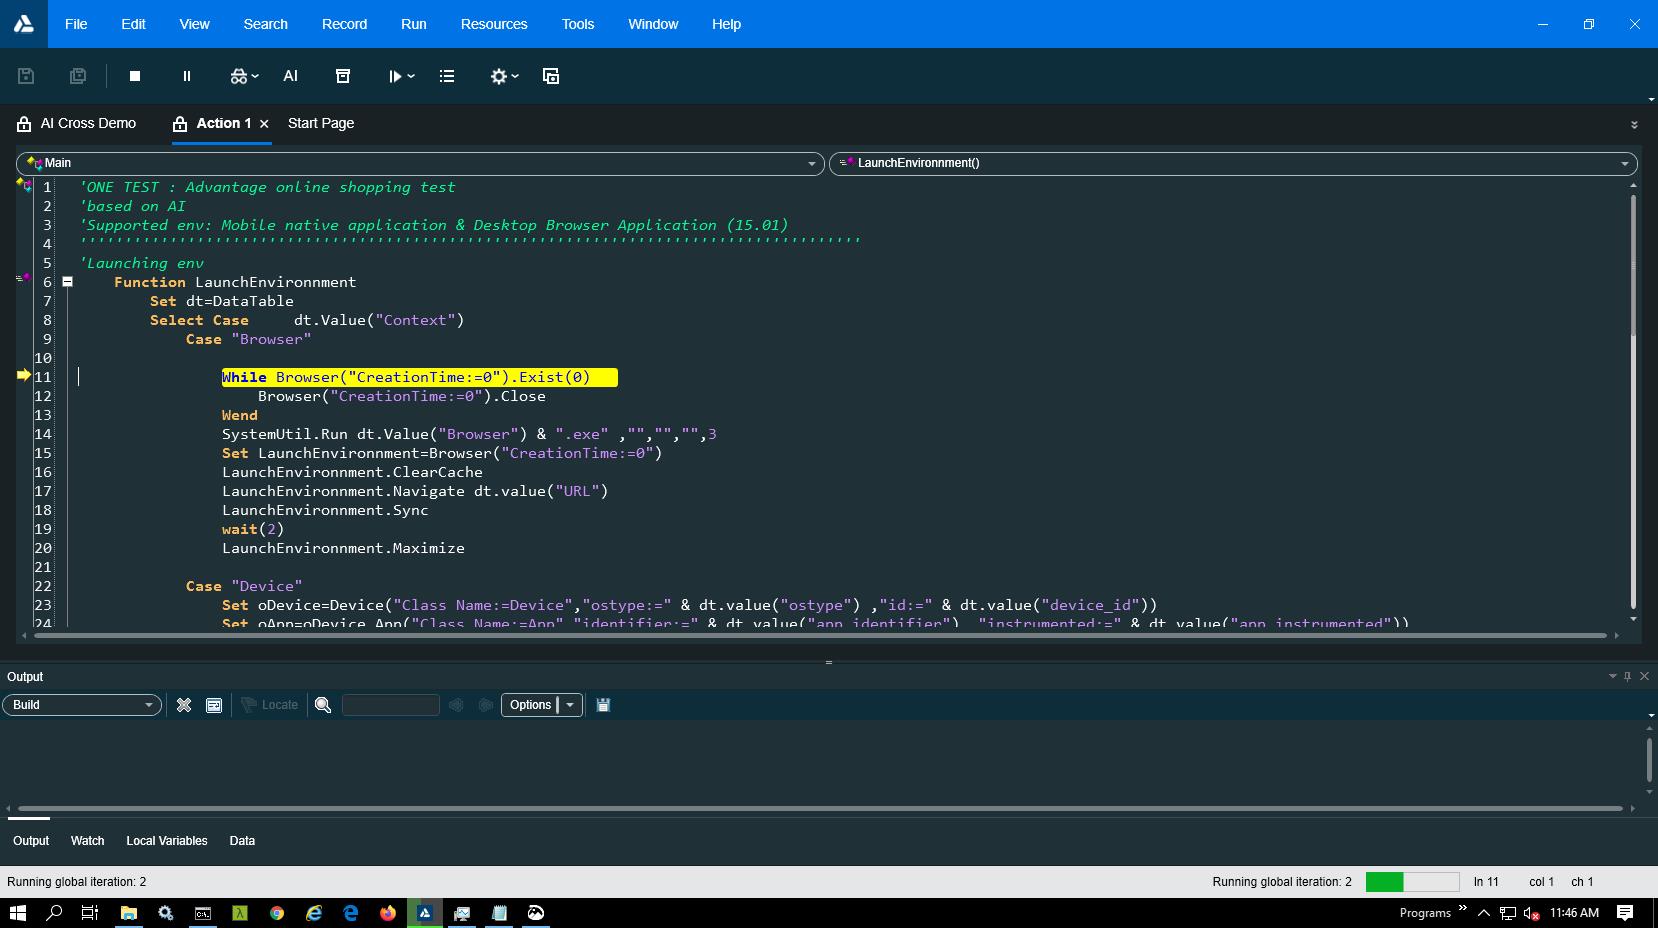 File Edit View Search Record Run Resources Tools Window Help
AI
AI Cross Demo Action 1 Start Page
Main LaunchEnvironnment()
1 'ONE TEST : Advantage online shopping test
2 'based on AI
3 'Supported env: Mobile native application & Desktop Browser Application (15.01)
4
5 'Launching env
6 Function LaunchEnvironnment
7 Set dt=DataTable
8 Select Case dt.Value("Context")
9 Case "Browser"
10
11 While Browser("CreationTime:=0").Exist(0)
12 Browser("CreationTime:=0").Close
13 Wend
14 SystemUtil.Run dt.Value("Browser") & ".exe" ,"","","",3
15 Set LaunchEnvironnment=Browser("CreationTime:=0")
16 LaunchEnvironnment.ClearCache
17 LaunchEnvironnment.Navigate dt.value("URL")
18 LaunchEnvironnment.Sync
19 wait(2)
20 LaunchEnvironnment.Maximize
21
22 Case "Device"
23 Set oDevice=Device("Class Name:=Device","ostype:=" & dt.value("ostype") ,"id:=" & dt.value("device_id"))
24 Set oApp=oDevice.App("Class Name:=App","identifier:=" & dt.value("app_identifier") ,"instrumented:=" & dt.value("app_instrumented"))
Output
Build Locate Options
Output Watch Local Variables Data
Running global iteration: 2 Running global iteration: 2 ln 11 col 1 ch 1
Programs 11:46 AM